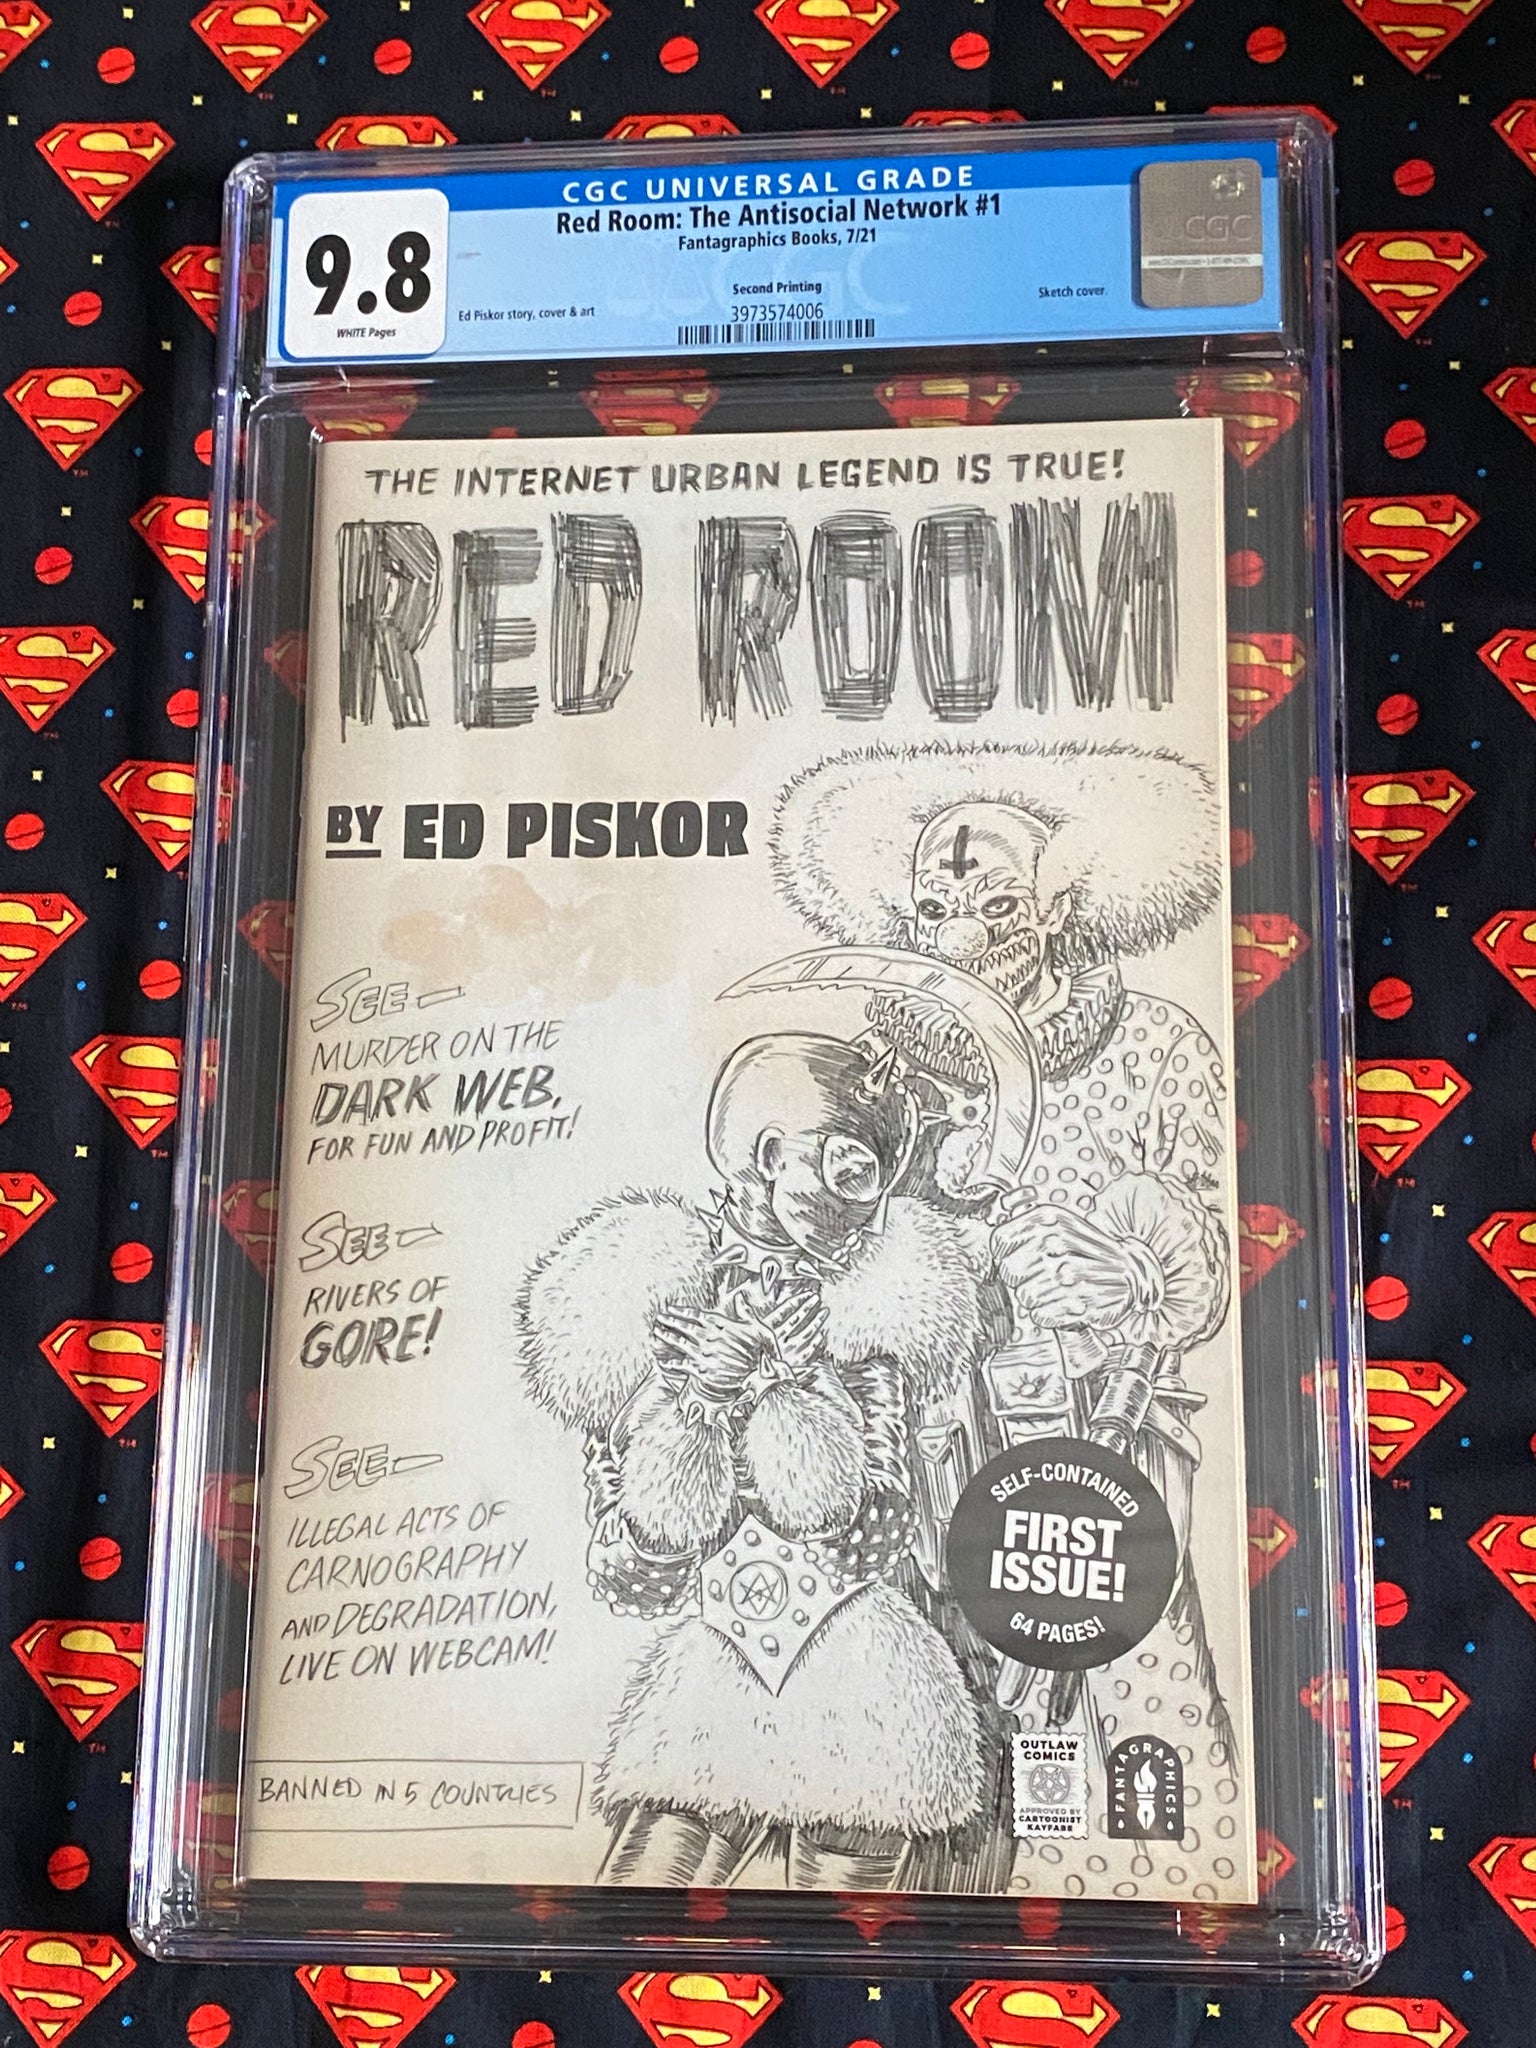 CGC UNIVERSAL GRADE
9.8
WHITE Pages
Red Room: The Antisocial Network #1
Fantagraphics Books, 7/21
Second Printing
Ed Piskor story, cover & art
3973574006
Sketch cover.
CGC
THE INTERNET URBAN LEGEND IS TRUE!
RED ROOM
BY ED PISKOR
SEE-
MURDER ON THE
DARK WEB,
FOR FUN AND PROFIT!
SEE-
RIVERS OF
GORE!
SEE-
ILLEGAL ACTS OF
CARNOGRAPHY
AND DEGRADATION,
LIVE ON WEBCAM!
BANNED IN 5 COUNTRIES
SELF-CONTAINED
FIRST
ISSUE!
64 PAGES!
OUTLAW
COMICS
APPROVED BY
CARTOONIST
KAYFABE
FANTAGRAPHICS